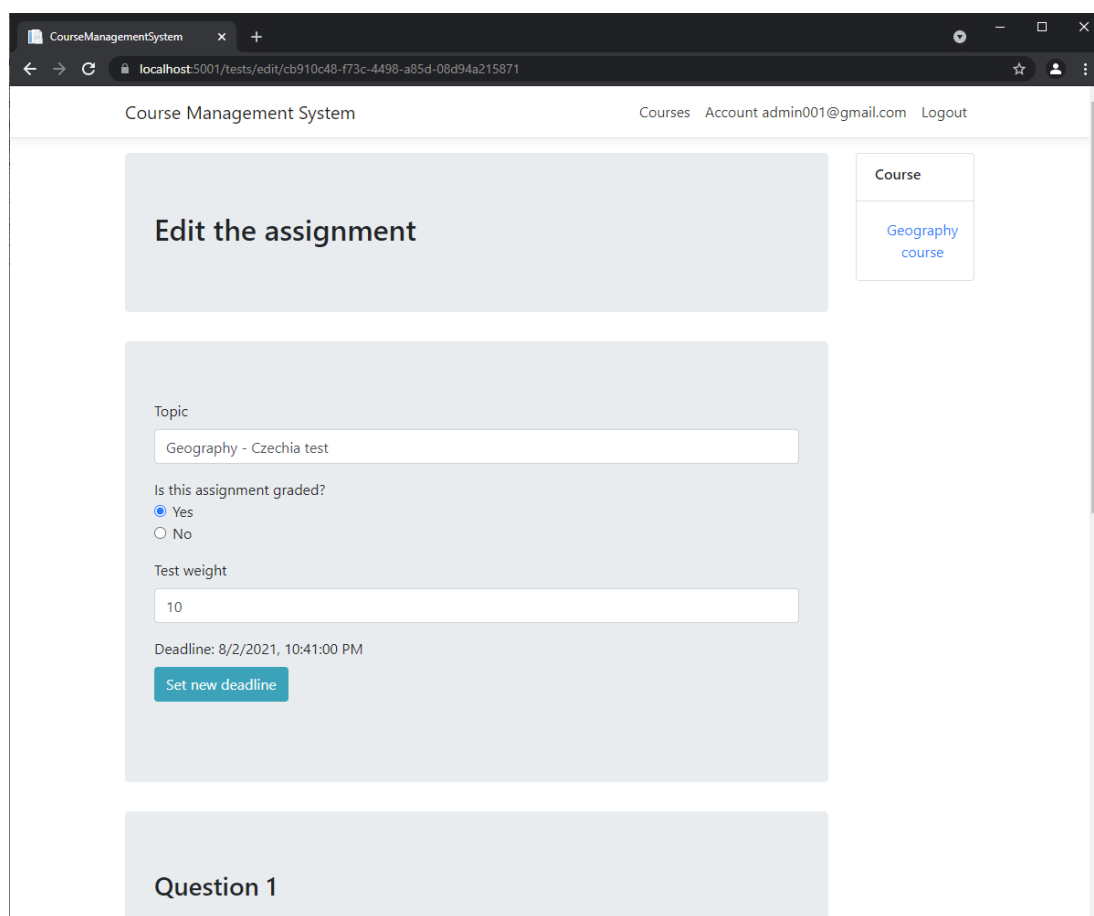 CourseManagementSystem
localhost:5001/tests/edit/cb910c48-f73c-4498-a85d-08d94a215871
Course Management System
Courses Account admin001@gmail.com Logout
Edit the assignment
Course
Geography
course
Topic
Geography - Czechia test
Is this assignment graded?
Yes
No
Test weight
10
Deadline: 8/2/2021, 10:41:00 PM
Set new deadline
Question 1